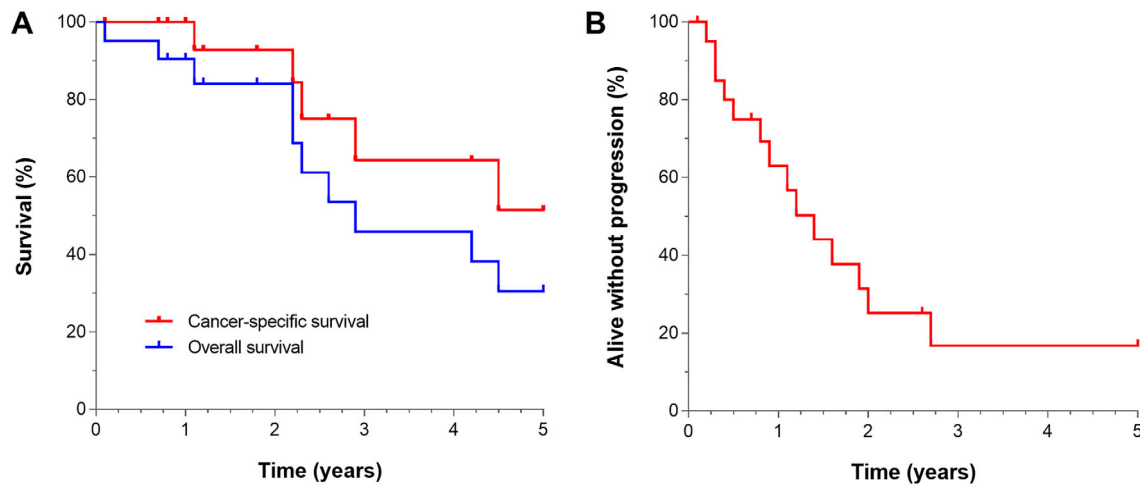 A
100
80
60
40
20
0
Survival (%)
Cancer-specific survival
Overall survival
0 1 2 3 4 5
Time (years)
B
100
80
60
40
20
0
Alive without progression (%)
0 1 2 3 4 5
Time (years)